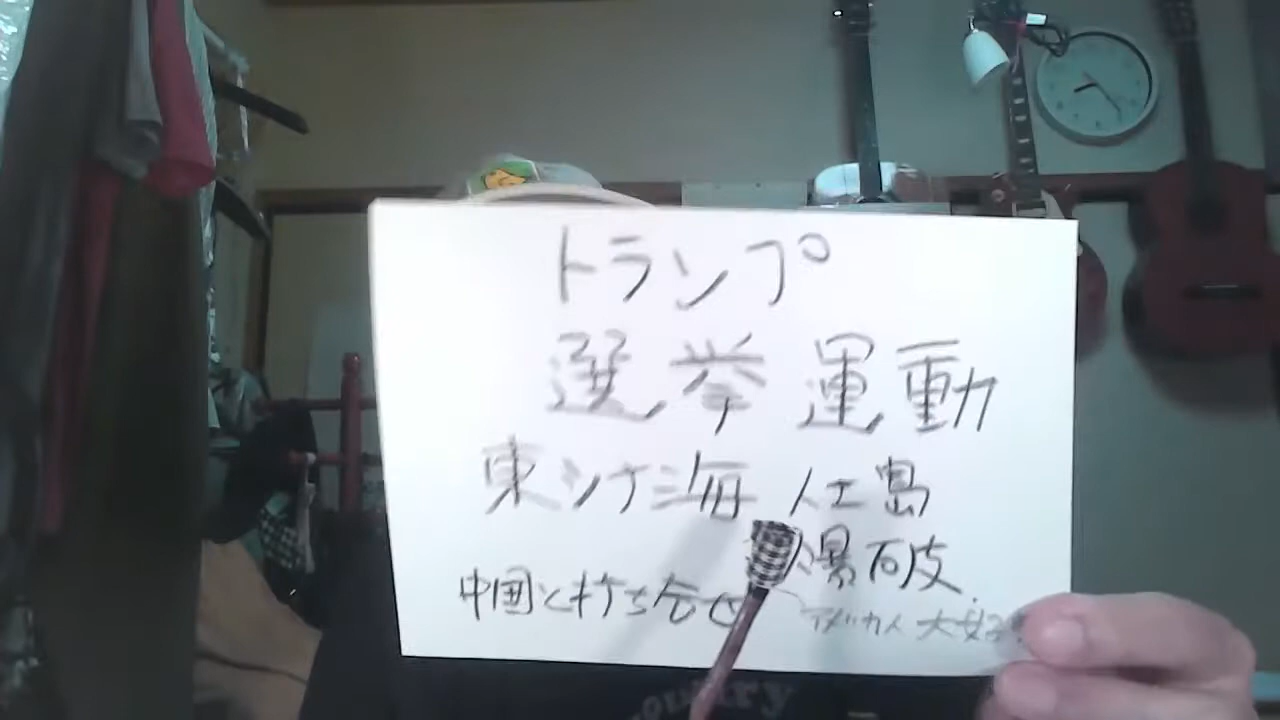 トランプ
選挙運動
東シナ海 人工島
爆破
中国と打ち合せ
アメリカ人 大好き
ountry